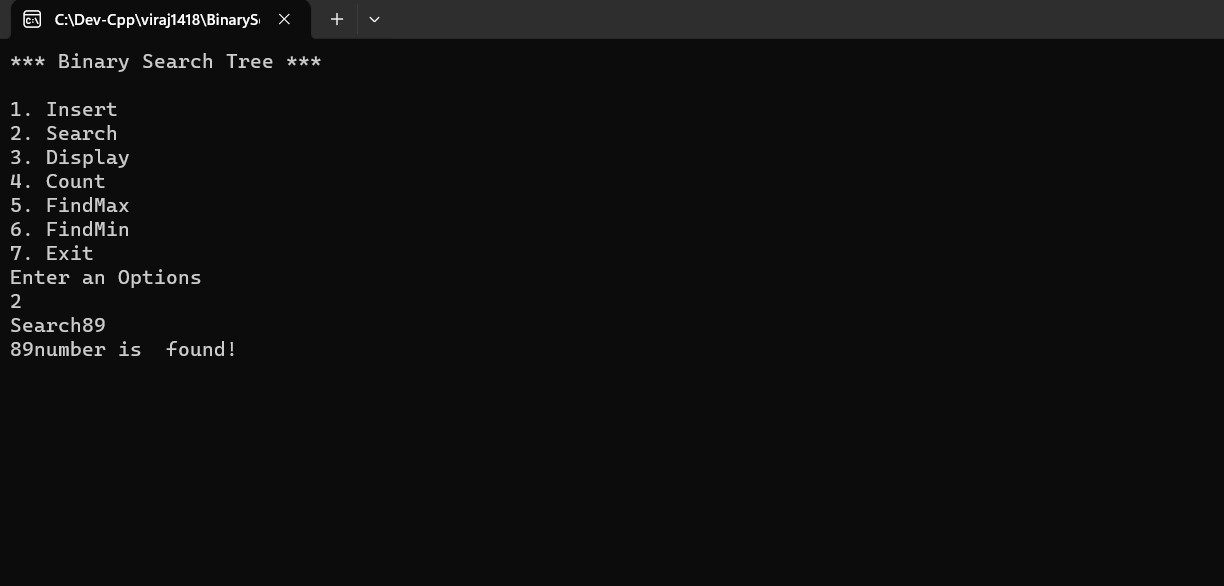 C:\Dev-Cpp\viraj1418\BinaryS
*** Binary Search Tree ***
1. Insert
2. Search
3. Display
4. Count
5. FindMax
6. FindMin
7. Exit
Enter an Options
2
Search89
89number is  found!